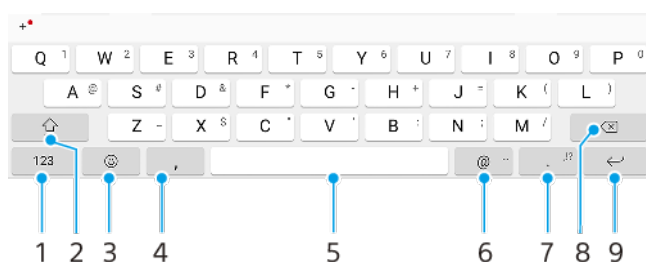 +
Q 1 W 2 E 3 R 4 T 5 Y 6 U 7 I 8 O 9 P 0
A @ S # D & F * G - H + J = K ( L )
Z _ X $ C " V ' B : N ; M /
123 , @ . ,!?
1 2 3 4 5 6 7 8 9